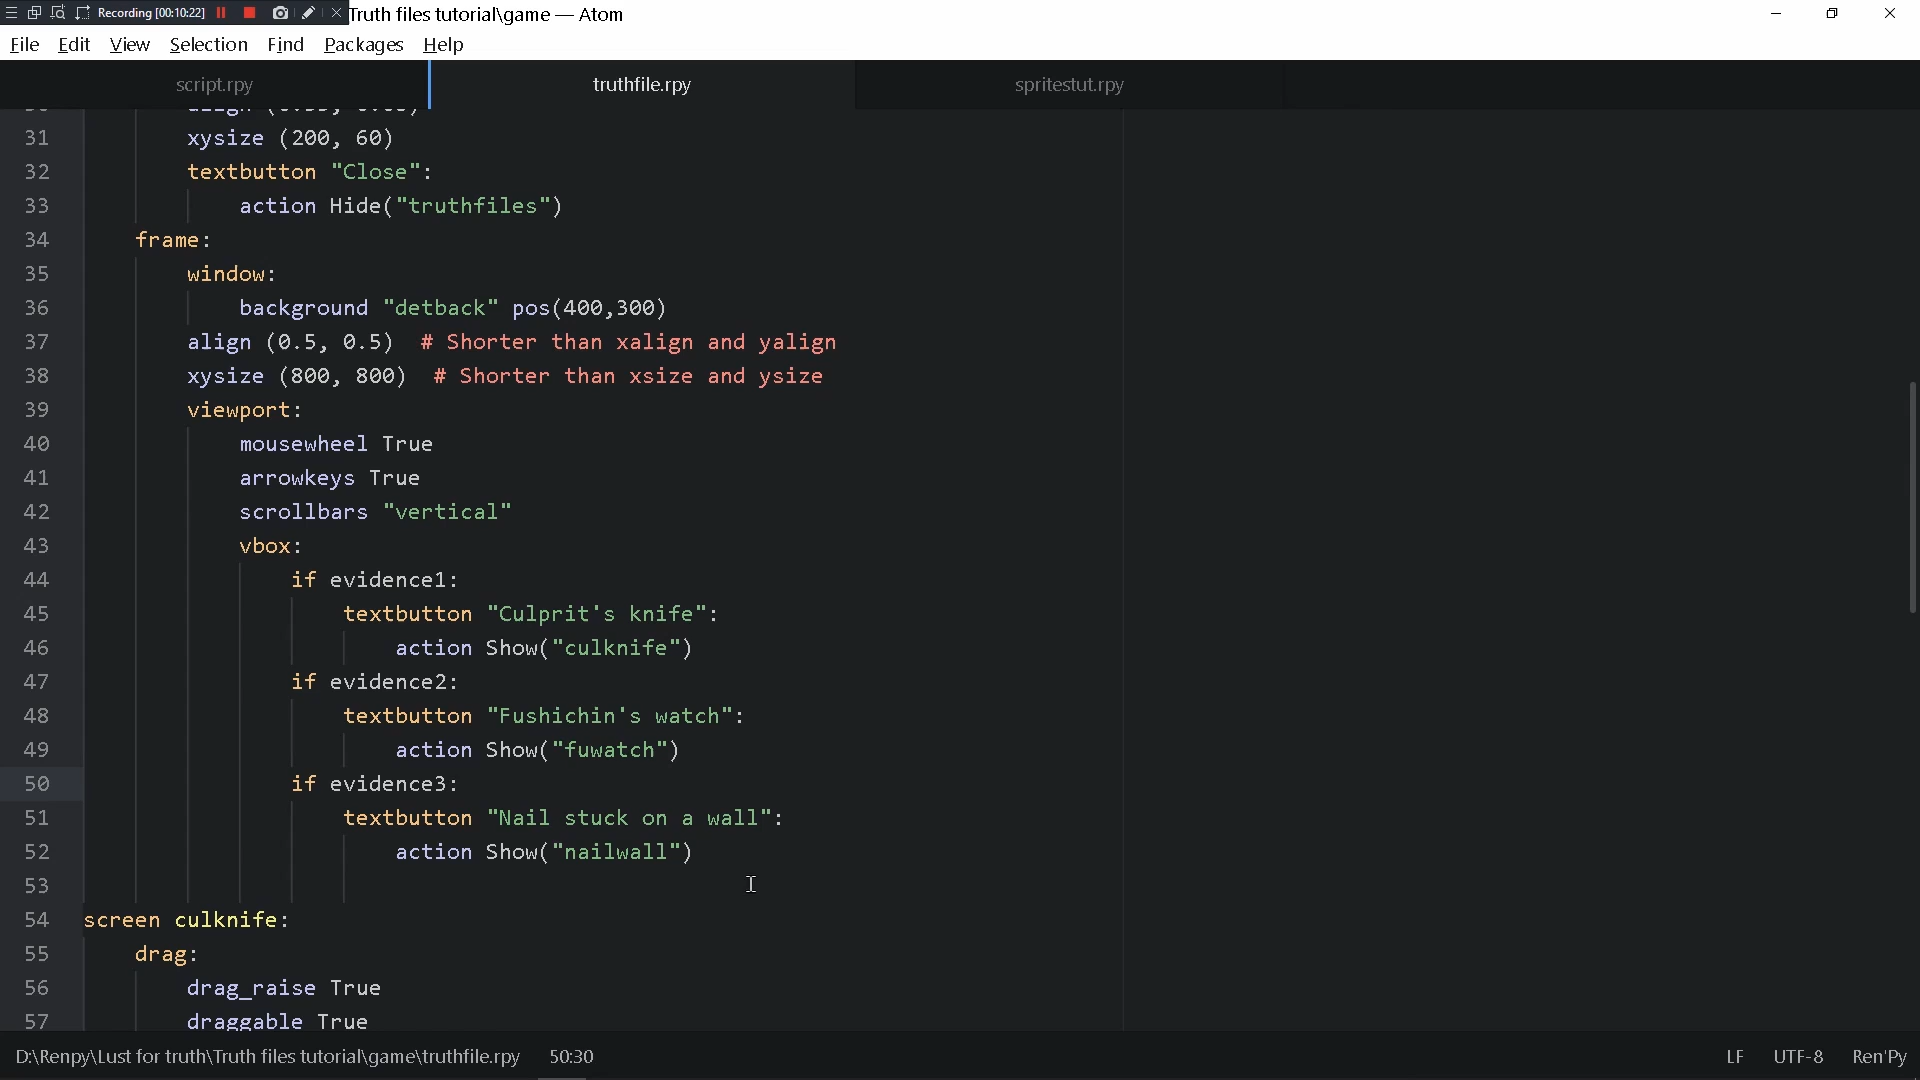 Recording [00:10:22] Truth files tutorial\game — Atom
File Edit View Selection Find Packages Help
script.rpy truthfile.rpy spritestut.rpy
31 xysize (200, 60)
32 textbutton "Close":
33 action Hide("truthfiles")
34 frame:
35 window:
36 background "detback" pos(400,300)
37 align (0.5, 0.5)  # Shorter than xalign and yalign
38 xysize (800, 800)  # Shorter than xsize and ysize
39 viewport:
40 mousewheel True
41 arrowkeys True
42 scrollbars "vertical"
43 vbox:
44 if evidence1:
45 textbutton "Culprit's knife":
46 action Show("culknife")
47 if evidence2:
48 textbutton "Fushichin's watch":
49 action Show("fuwatch")
50 if evidence3:
51 textbutton "Nail stuck on a wall":
52 action Show("nailwall")
53
54 screen culknife:
55 drag:
56 drag_raise True
57 draggable True
D:\Renpy\Lust for truth\Truth files tutorial\game\truthfile.rpy 50:30 LF UTF-8 Ren'Py